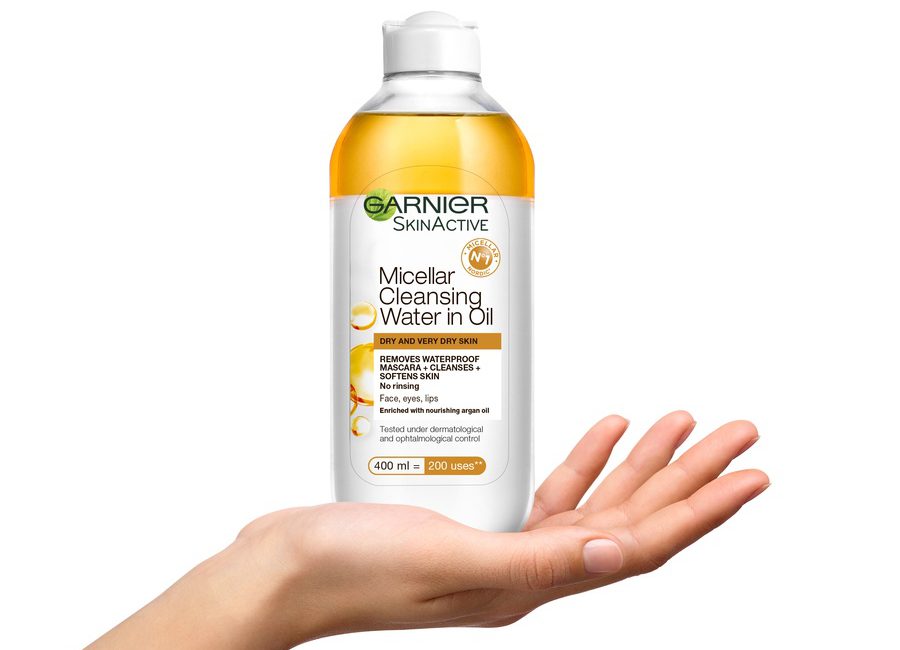 GARNIER
SKINACTIVE
MICELLAR
Nº1
NORDIC
Micellar
Cleansing
Water in Oil
DRY AND VERY DRY SKIN
REMOVES WATERPROOF
MASCARA + CLEANSES +
SOFTENS SKIN
No rinsing
Face, eyes, lips
Enriched with nourishing argan oil
Tested under dermatological
and ophtalmological control
400 ml = 200 uses**